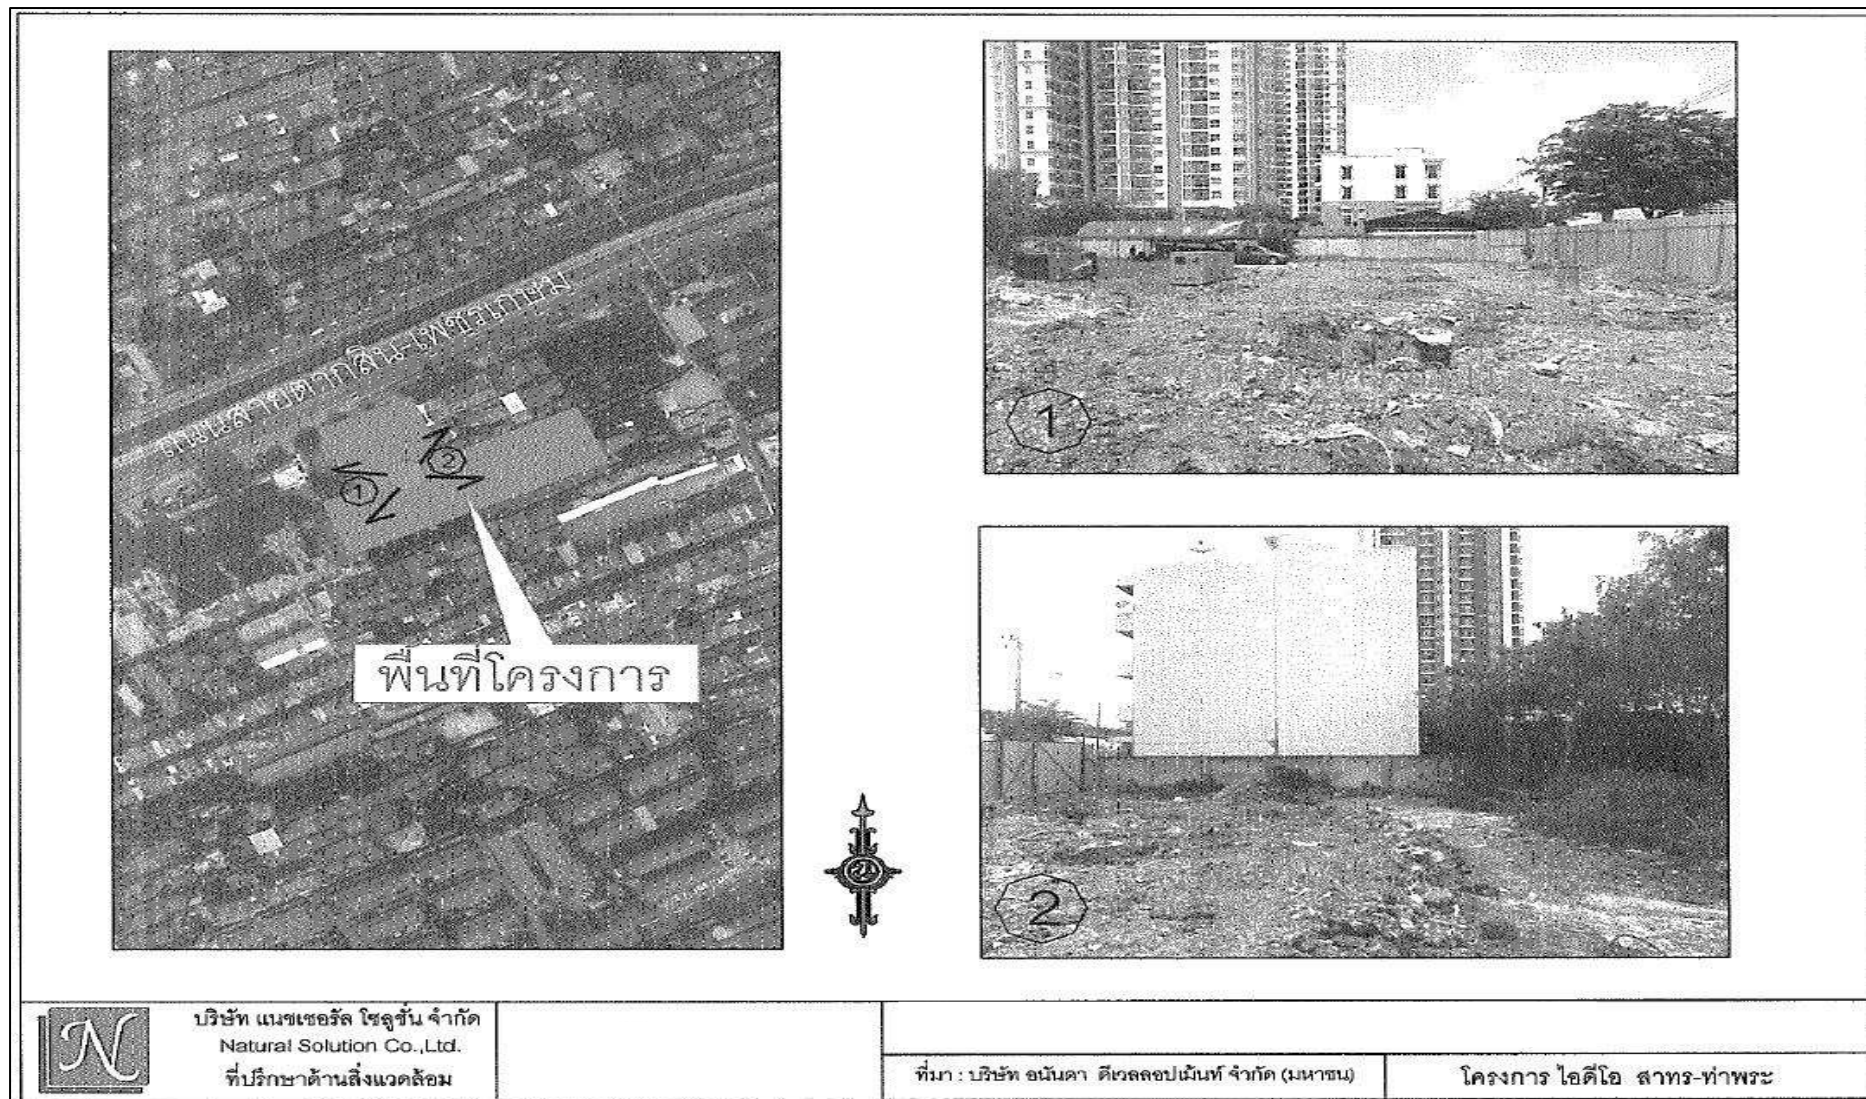 ถนนสายตากสิน-เพชรเกษม
1
2
พื้นที่โครงการ
1
2
N
บริษัท แนชเชอรัล โซลูชั่น จำกัด
Natural Solution Co.,Ltd.
ที่ปรึกษาด้านสิ่งแวดล้อม
ที่มา : บริษัท อนันดา ดีเวลลอปเม้นท์ จำกัด (มหาชน)
โครงการ ไอดีโอ สาทร-ท่าพระ